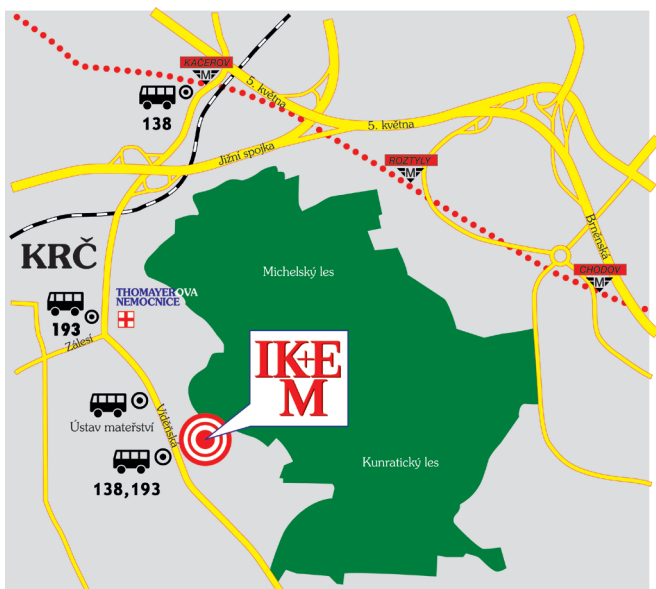 KAČEROV
M
138
5. května
5. května
Jižní spojka
ROZTYLY
M
Brněnská
CHODOV
M
KRČ
Michelský les
THOMAYEROVA
NEMOCNICE
193
Zálesí
IK+E
M
Ústav mateřství
Vídeňská
Kunratický les
138,193